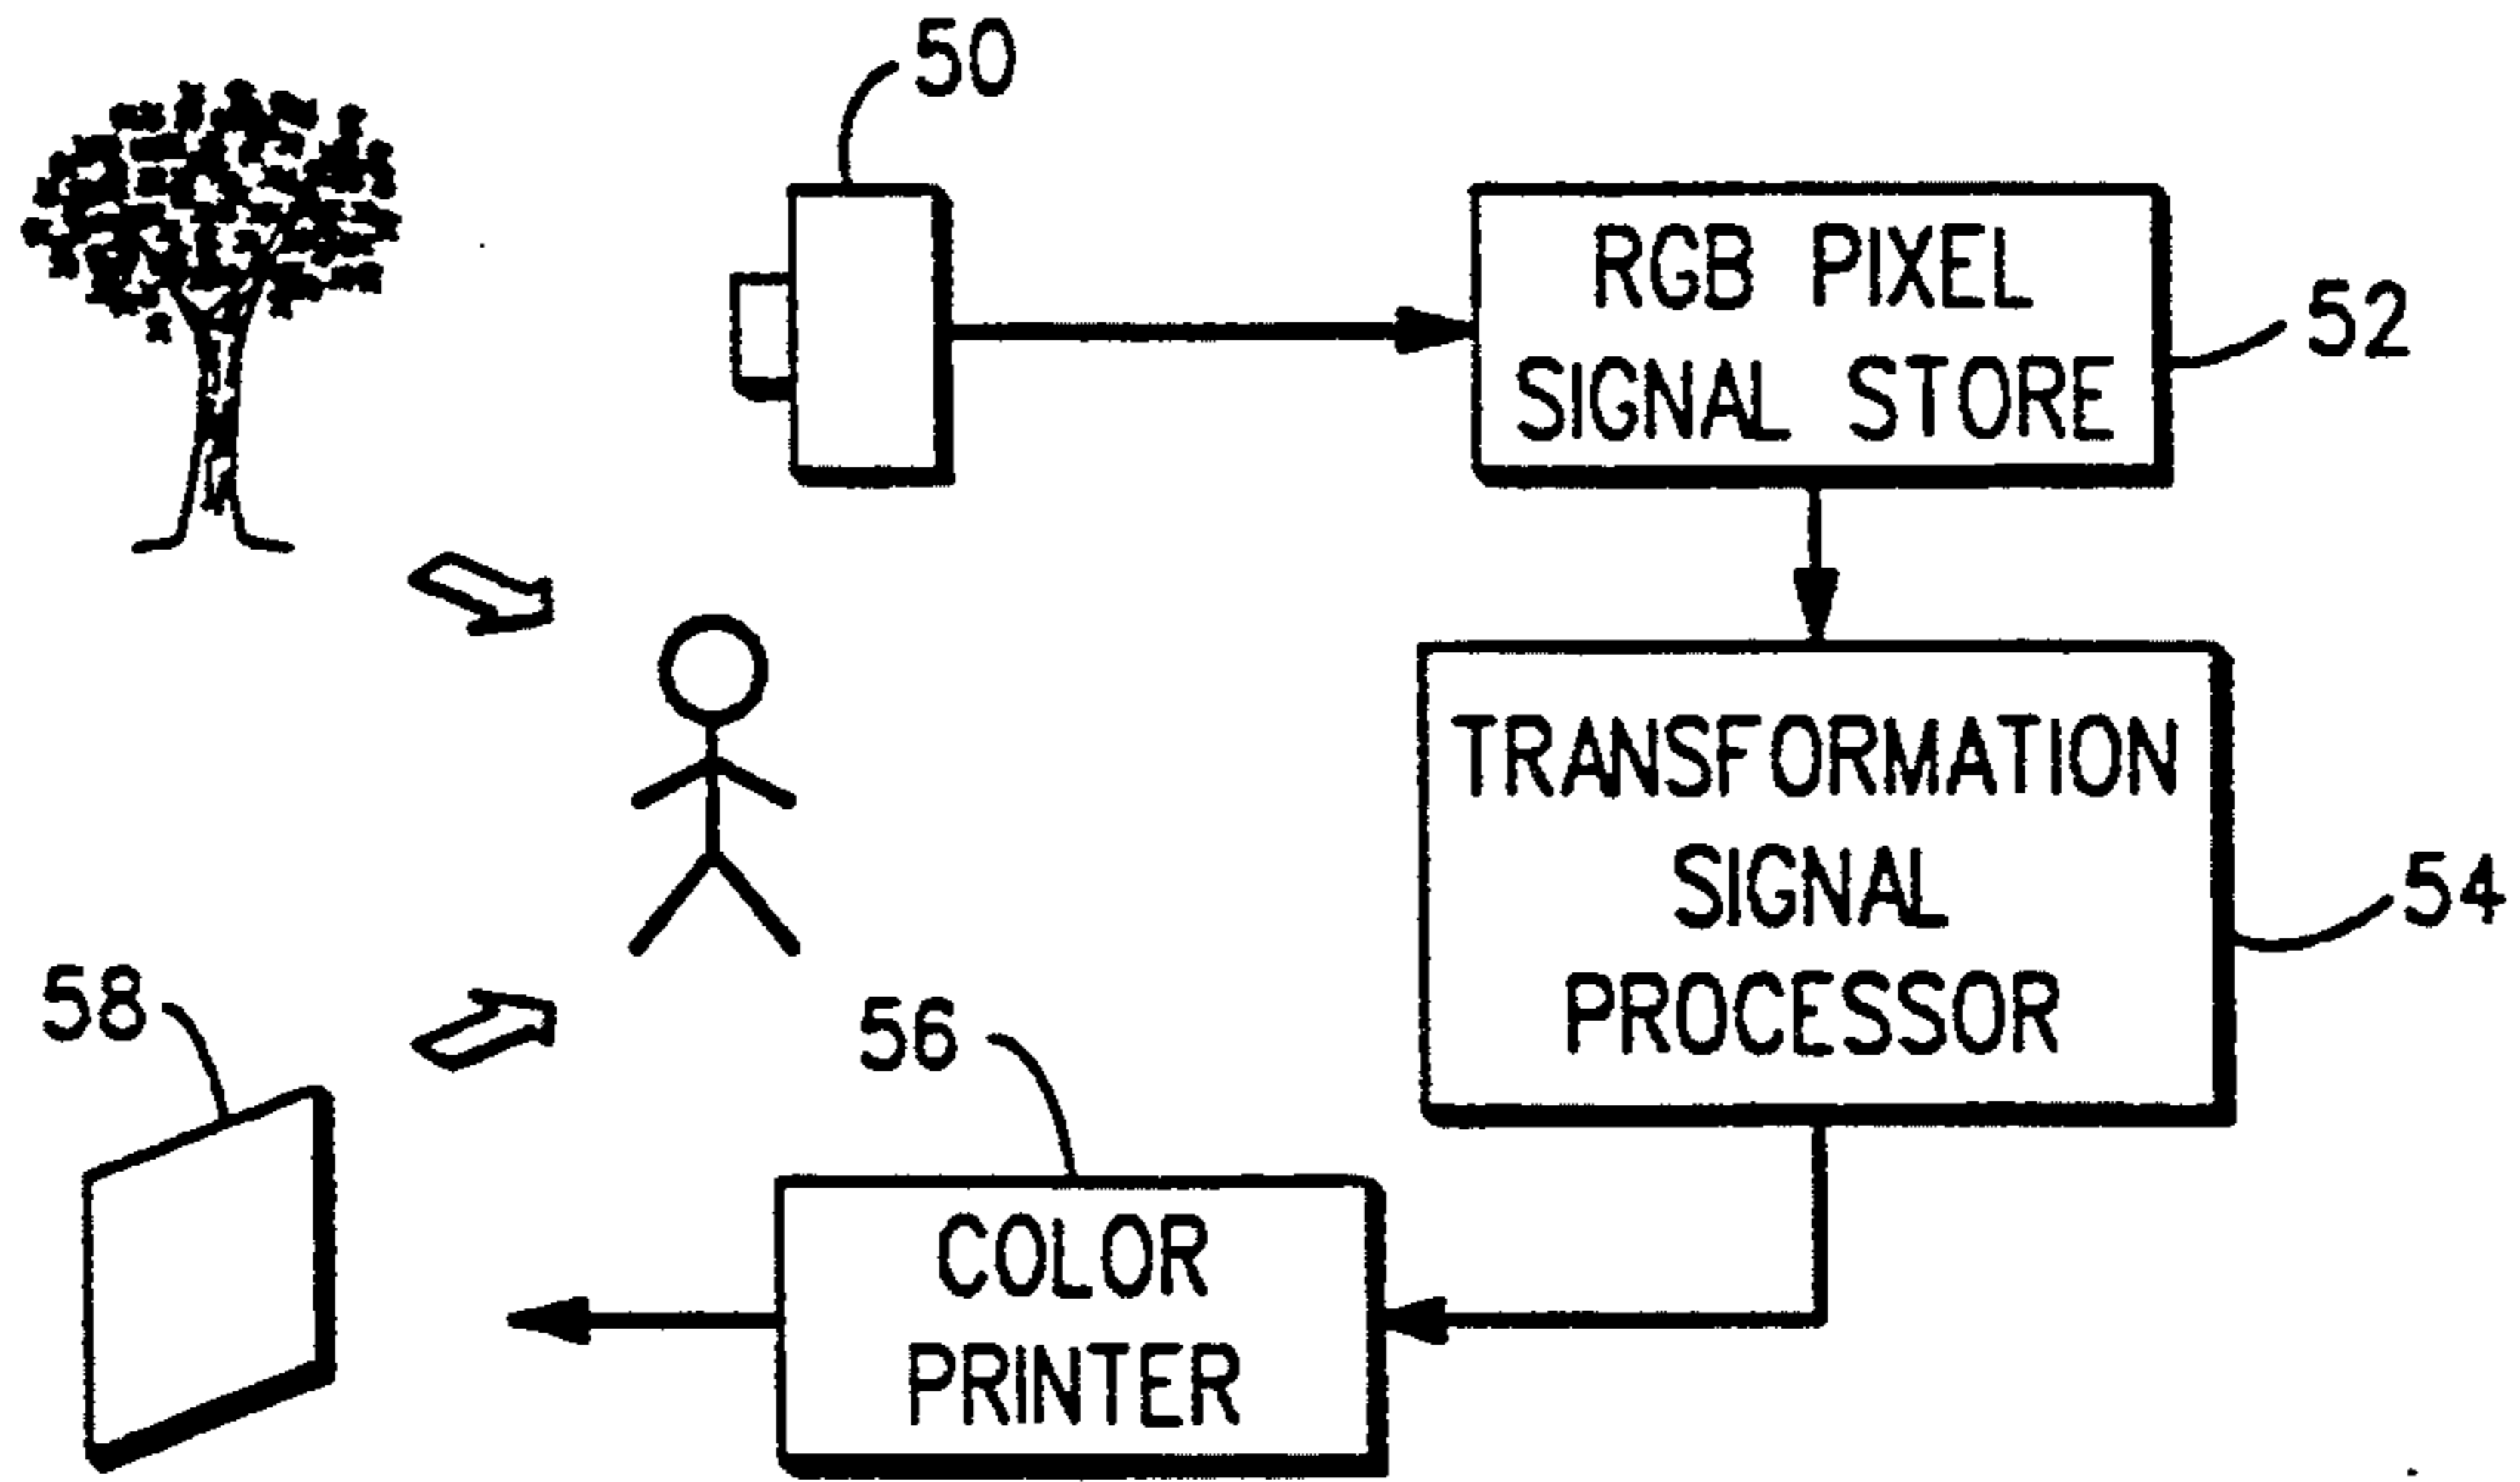 50
RGB PIXEL
SIGNAL STORE
52
TRANSFORMATION
SIGNAL
PROCESSOR
54
58
56
COLOR
PRINTER